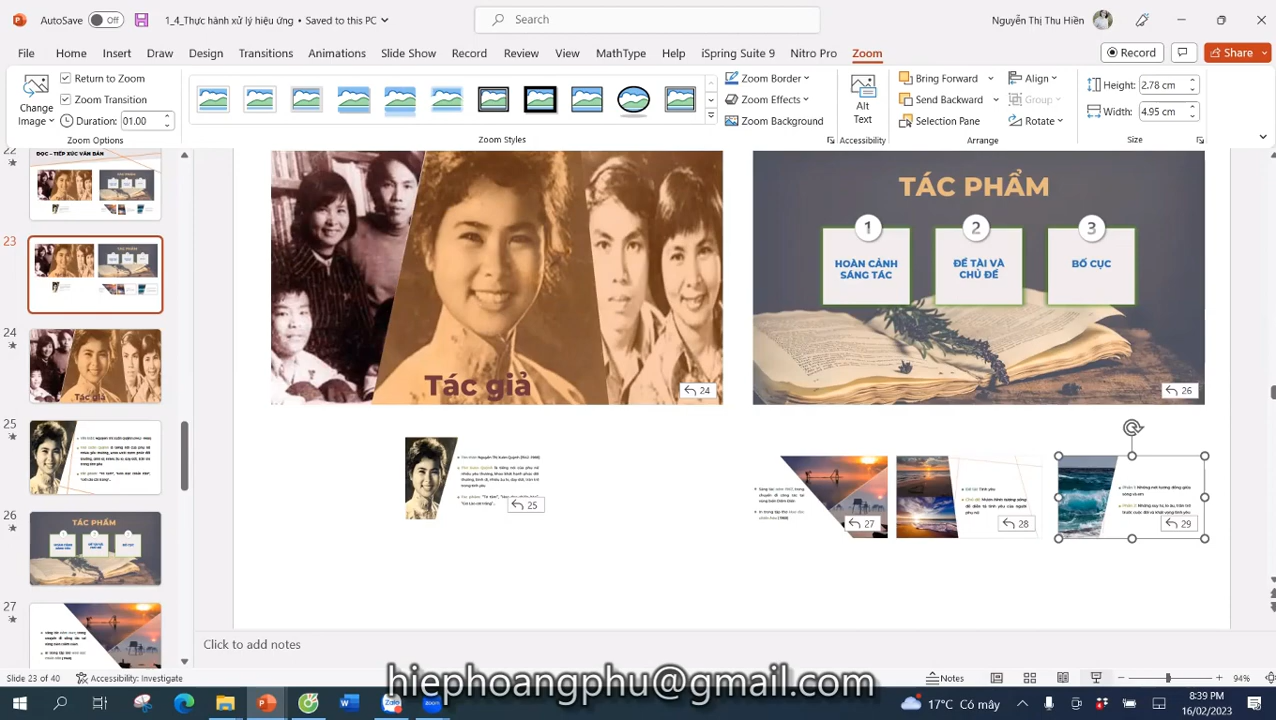 AutoSave Off 1_4_Thực hành xử lý hiệu ứng • Saved to this PC Search Nguyễn Thị Thu Hiền
File Home Insert Draw Design Transitions Animations Slide Show Record Review View MathType Help iSpring Suite 9 Nitro Pro Zoom Record Share
Return to Zoom
Zoom Transition
Duration: 01.00
Change
Image
Zoom Options
Zoom Styles
Zoom Border
Zoom Effects
Zoom Background
Alt
Text
Accessibility
Bring Forward
Send Backward
Selection Pane
Align
Group
Rotate
Arrange
Height: 2.78 cm
Width: 4.95 cm
Size
22
ĐỌC – TIẾP XÚC VĂN BẢN
23
24
Tác giả
25
26
TÁC PHẨM
27
Tác giả
24
TÁC PHẨM
1 2 3
HOÀN CẢNH
SÁNG TÁC
ĐỀ TÀI VÀ
CHỦ ĐỀ
BỐ CỤC
26
25
27
28
29
Click to add notes
Slide 23 of 40 Accessibility: Investigate Notes 94%
hiephoangphu@gmail.com
17°C Có mây
8:39 PM
16/02/2023